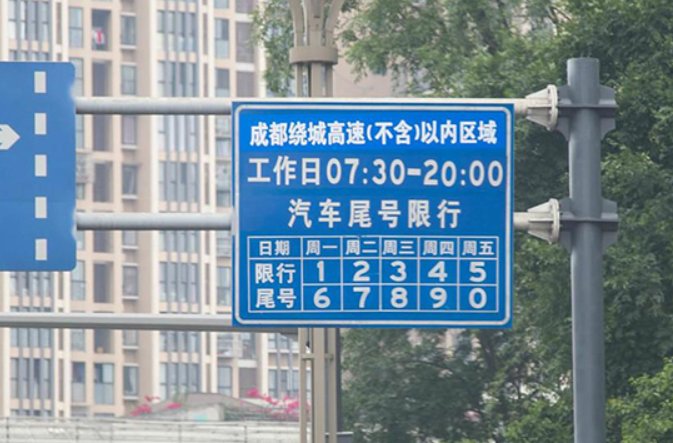 成都绕城高速(不含)以内区域
工作日07:30-20:00
汽车尾号限行
日期 周一 周二 周三 周四 周五
限行 1 2 3 4 5
尾号 6 7 8 9 0